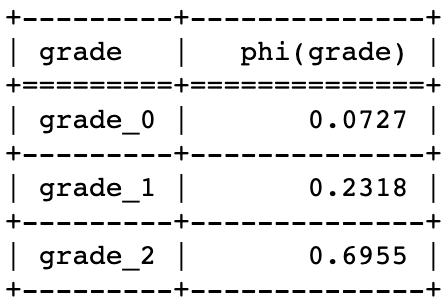 +---------+--------------+
| grade   |   phi(grade) |
+=========+==============+
| grade_0 |       0.0727 |
+---------+--------------+
| grade_1 |       0.2318 |
+---------+--------------+
| grade_2 |       0.6955 |
+---------+--------------+